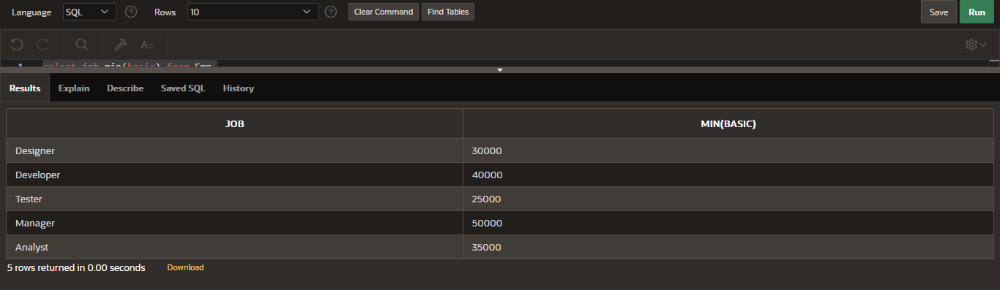 Language SQL Rows 10 Clear Command Find Tables Save Run
A::
1 select job,min(basic) from Emp
Results Explain Describe Saved SQL History
JOB MIN(BASIC)
Designer 30000
Developer 40000
Tester 25000
Manager 50000
Analyst 35000
5 rows returned in 0.00 seconds Download